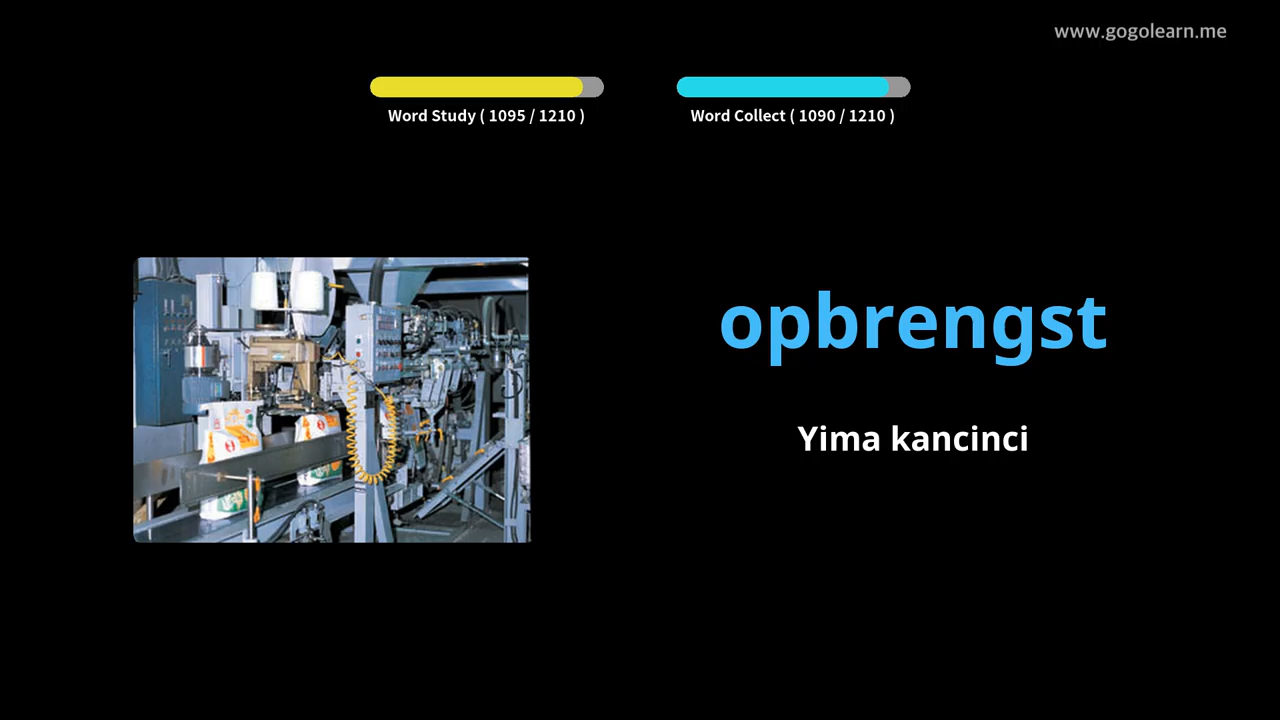 www.gogolearn.me
Word Study ( 1095 / 1210 )
Word Collect ( 1090 / 1210 )
opbrengst
Yima kancinci